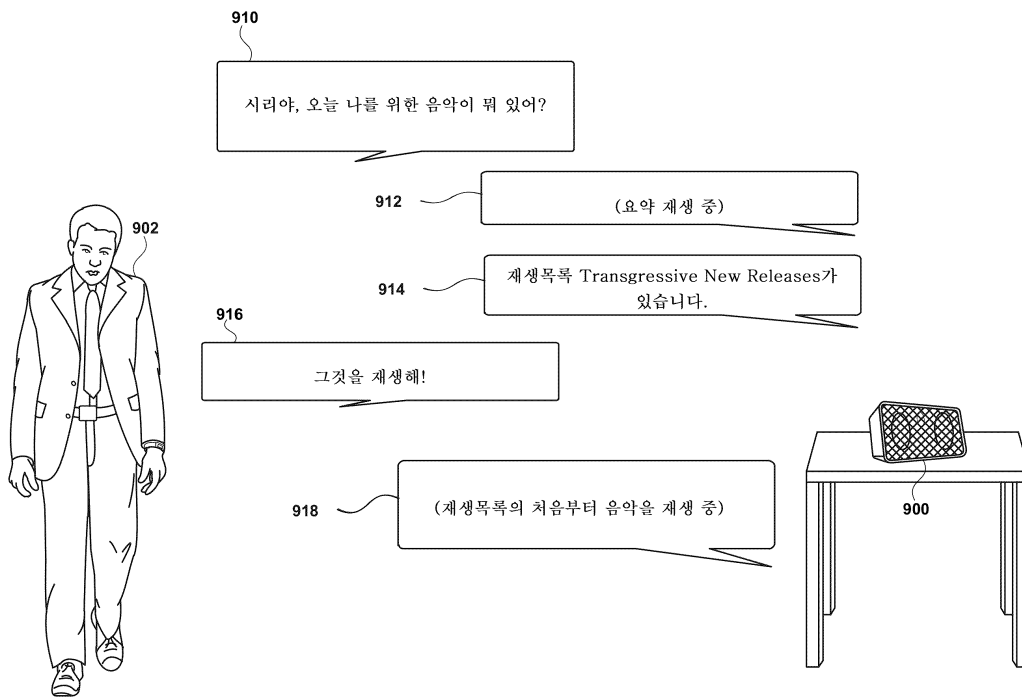 910
시리야, 오늘 나를 위한 음악이 뭐 있어?
912
(요약 재생 중)
902
914
재생목록 Transgressive New Releases가
있습니다.
916
그것을 재생해!
918
(재생목록의 처음부터 음악을 재생 중)
900